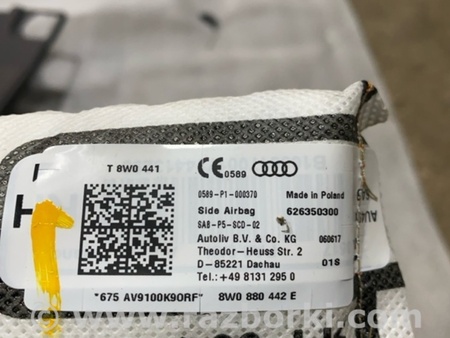 T 8W0 441
CE 0589
0589-P1-000370
Made in Poland
Side Airbag
626350300
SAB-P5-SCD-02
Autoliv B.V. & Co. KG
060617
Theodor-Heuss Str. 2
D-85221 Dachau
01S
Tel.:+49 8131 295 0
*675 AV9100K9ORF*
8W0 880 442 E
www.razborki.com